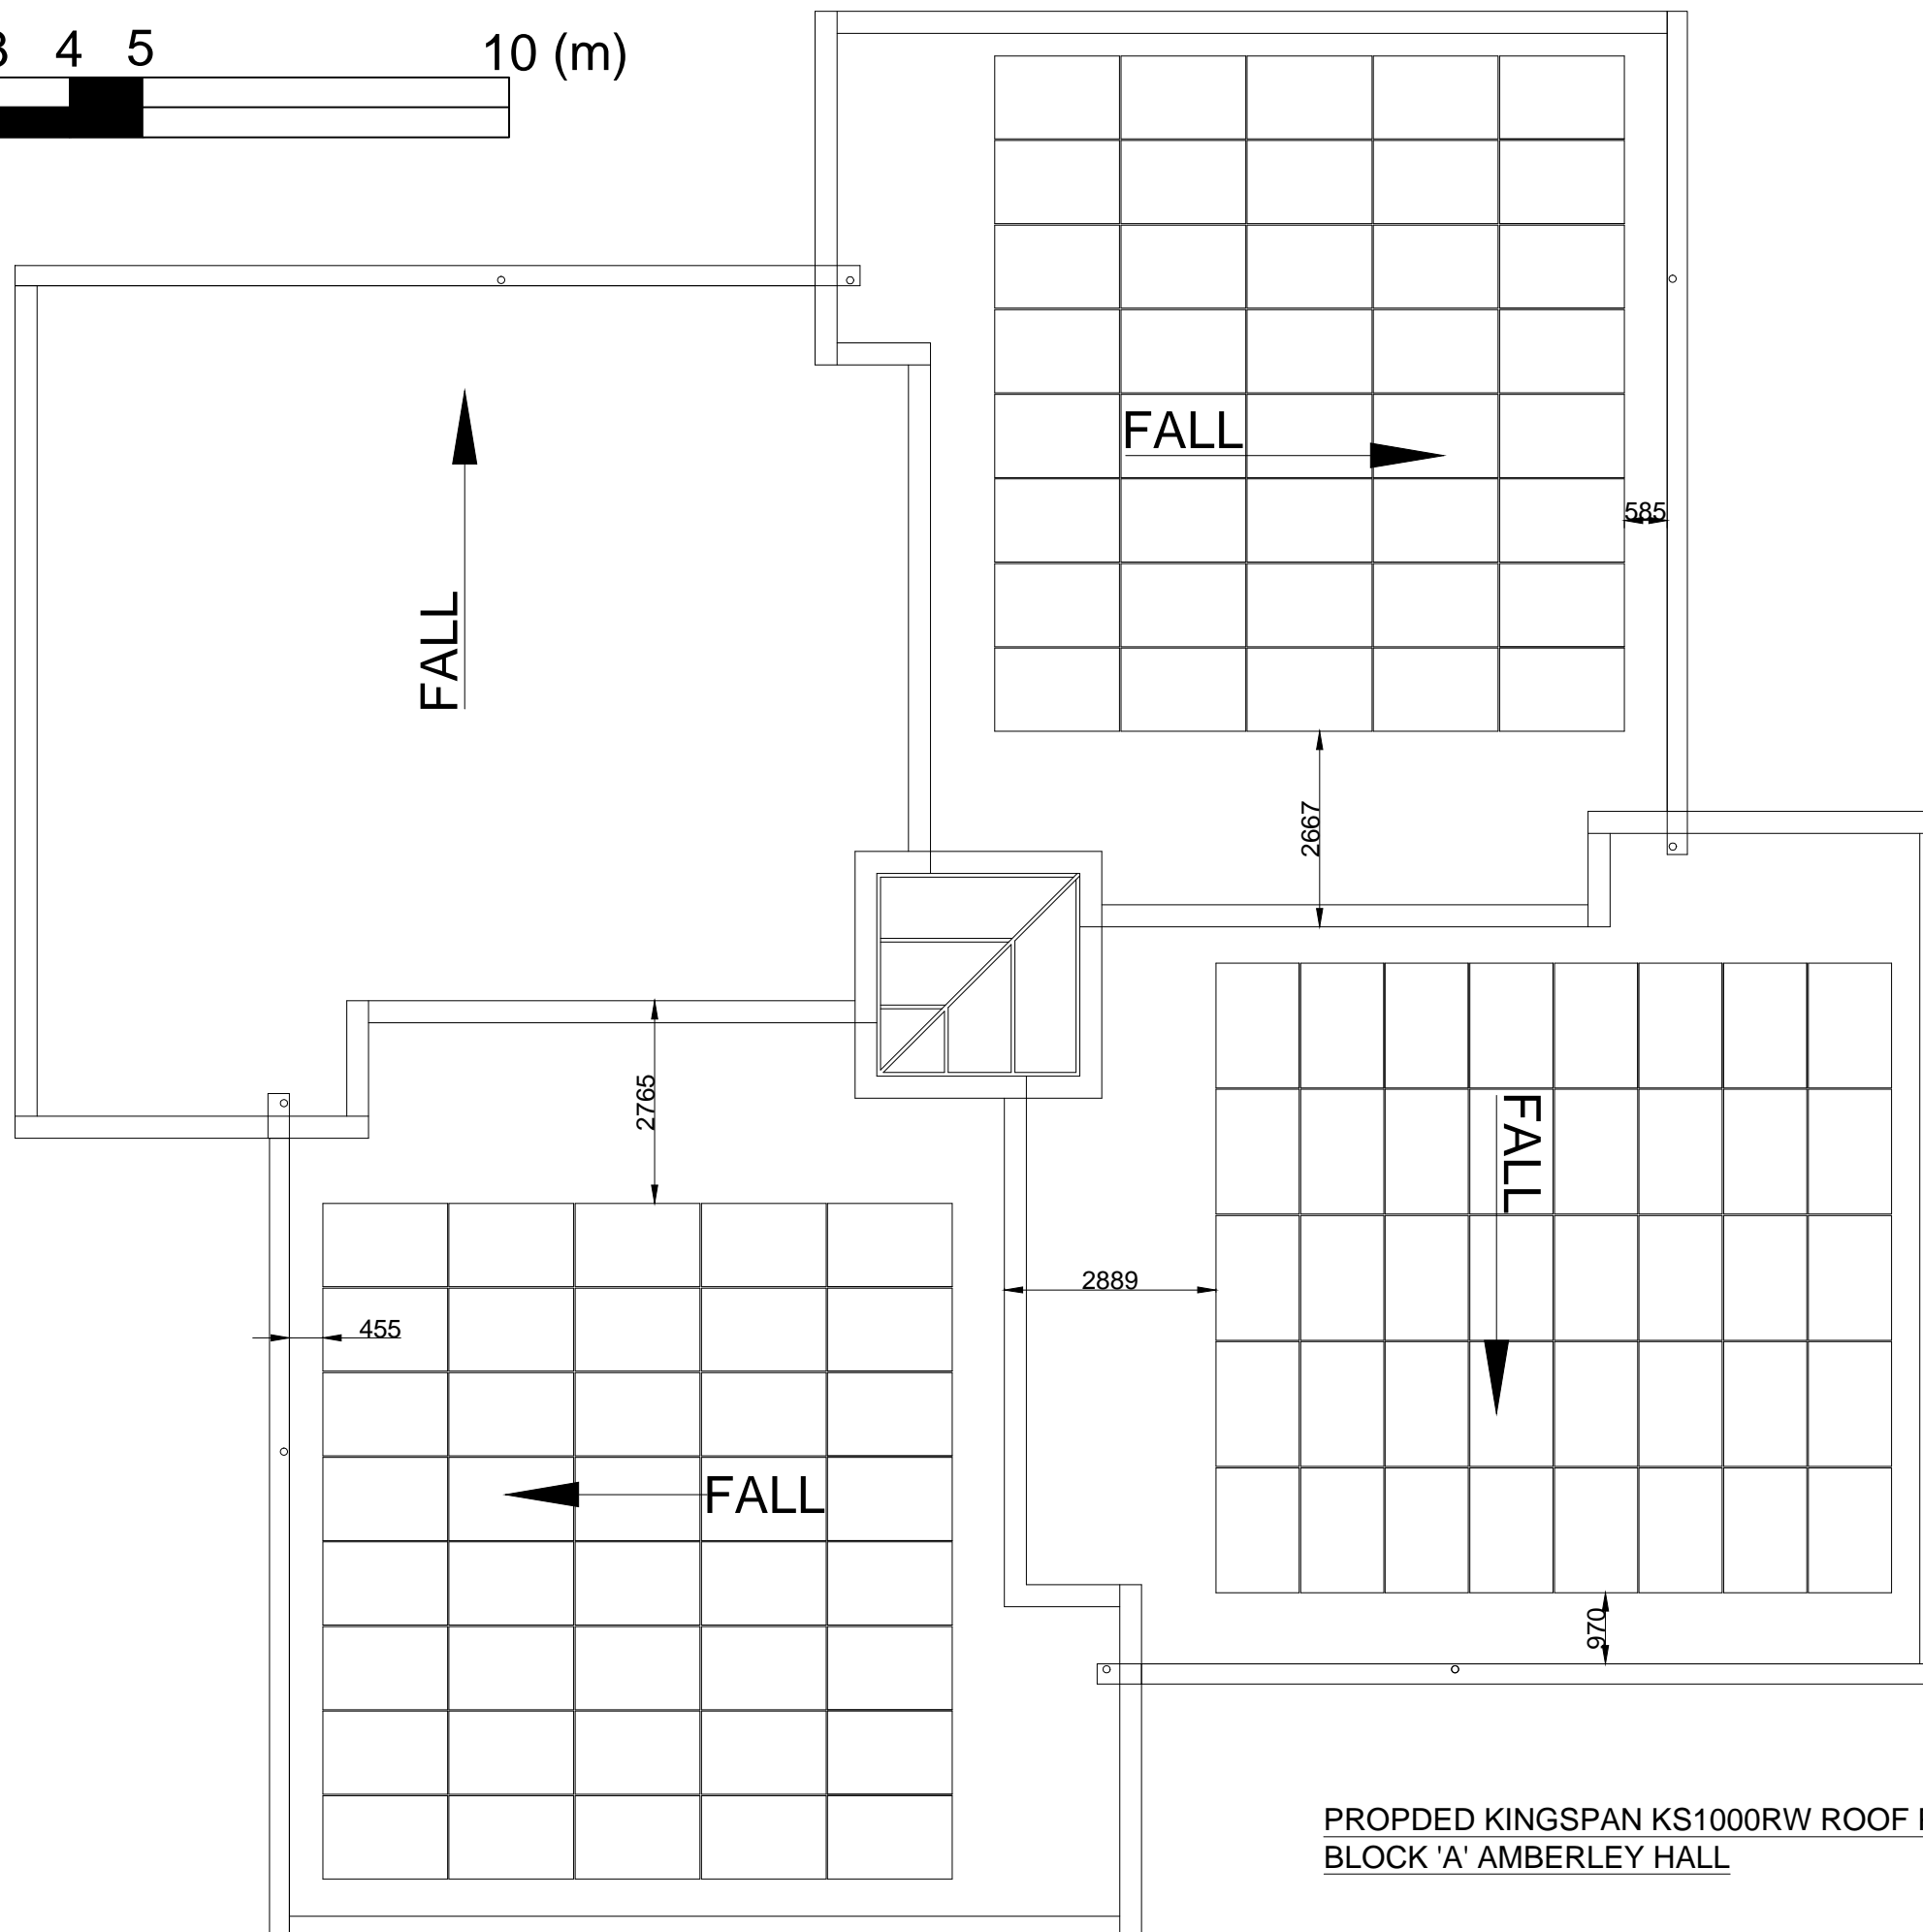 4 5 10 (m)
FALL
585
FALL
2667
2765
FALL
2889
455
FALL
970
PROPDED KINGSPAN KS1000RW ROOF
BLOCK 'A' AMBERLEY HALL